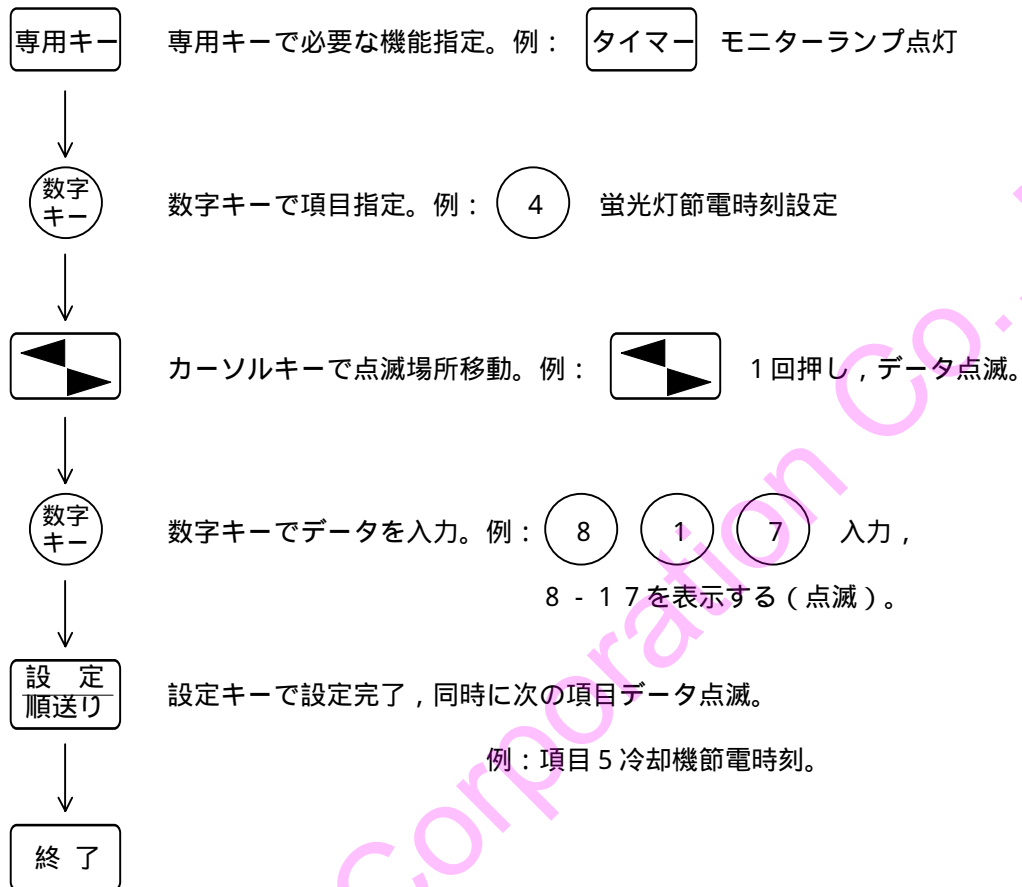 専用キー 専用キーで必要な機能指定。例： タイマー モニターランプ点灯
数字
キー
数字キーで項目指定。例： 4 蛍光灯節電時刻設定
カーソルキーで点滅場所移動。例： 1回押し，データ点滅。
数字
キー
数字キーでデータを入力。例： 8 1 7 入力，
8 - 1 7を表示する（点滅）。
設 定
順送り
設定キーで設定完了，同時に次の項目データ点滅。
例：項目5冷却機節電時刻。
終 了
Corporation Co.,